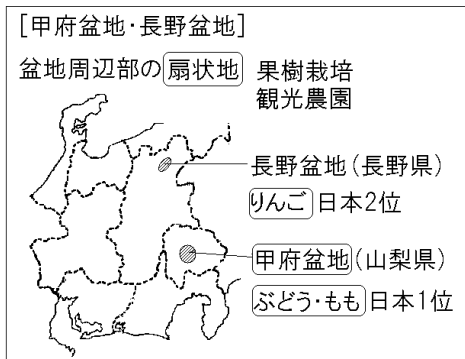 [甲府盆地・長野盆地]
盆地周辺部の扇状地 果樹栽培
観光農園
長野盆地(長野県)
りんご日本2位
甲府盆地(山梨県)
ぶどう・もも日本1位